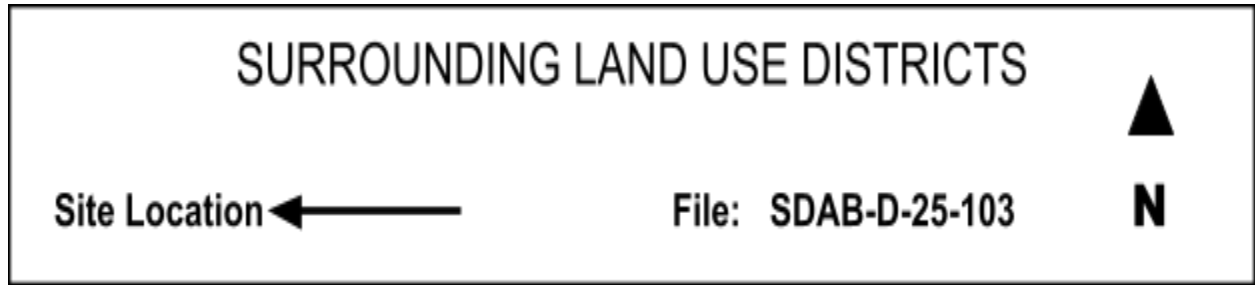 SURROUNDING LAND USE DISTRICTS
Site Location
File: SDAB-D-25-103
N